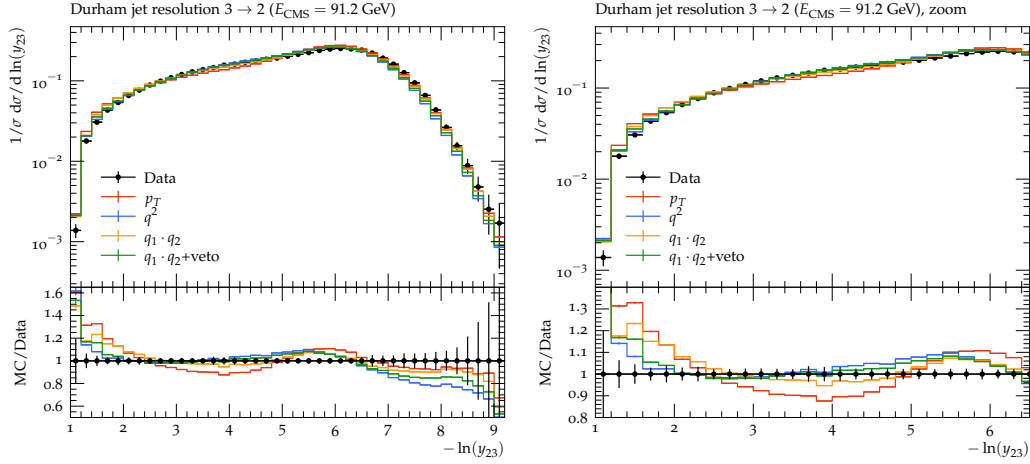 Durham jet resolution 3 → 2 (E_CMS = 91.2 GeV)
1/σ dσ/ d ln(y_23)
10^−1
10^−2
10^−3
Data
p_T
q^2
q_1 · q_2
q_1 · q_2+veto
MC/Data
1.6
1.4
1.2
1
0.8
0.6
1 2 3 4 5 6 7 8 9
− ln(y_23)
Durham jet resolution 3 → 2 (E_CMS = 91.2 GeV), zoom
1/σ dσ/ d ln(y_23)
10^−1
10^−2
10^−3
Data
p_T
q^2
q_1 · q_2
q_1 · q_2+veto
MC/Data
1.3
1.2
1.1
1.0
0.9
0.8
1 2 3 4 5 6
− ln(y_23)